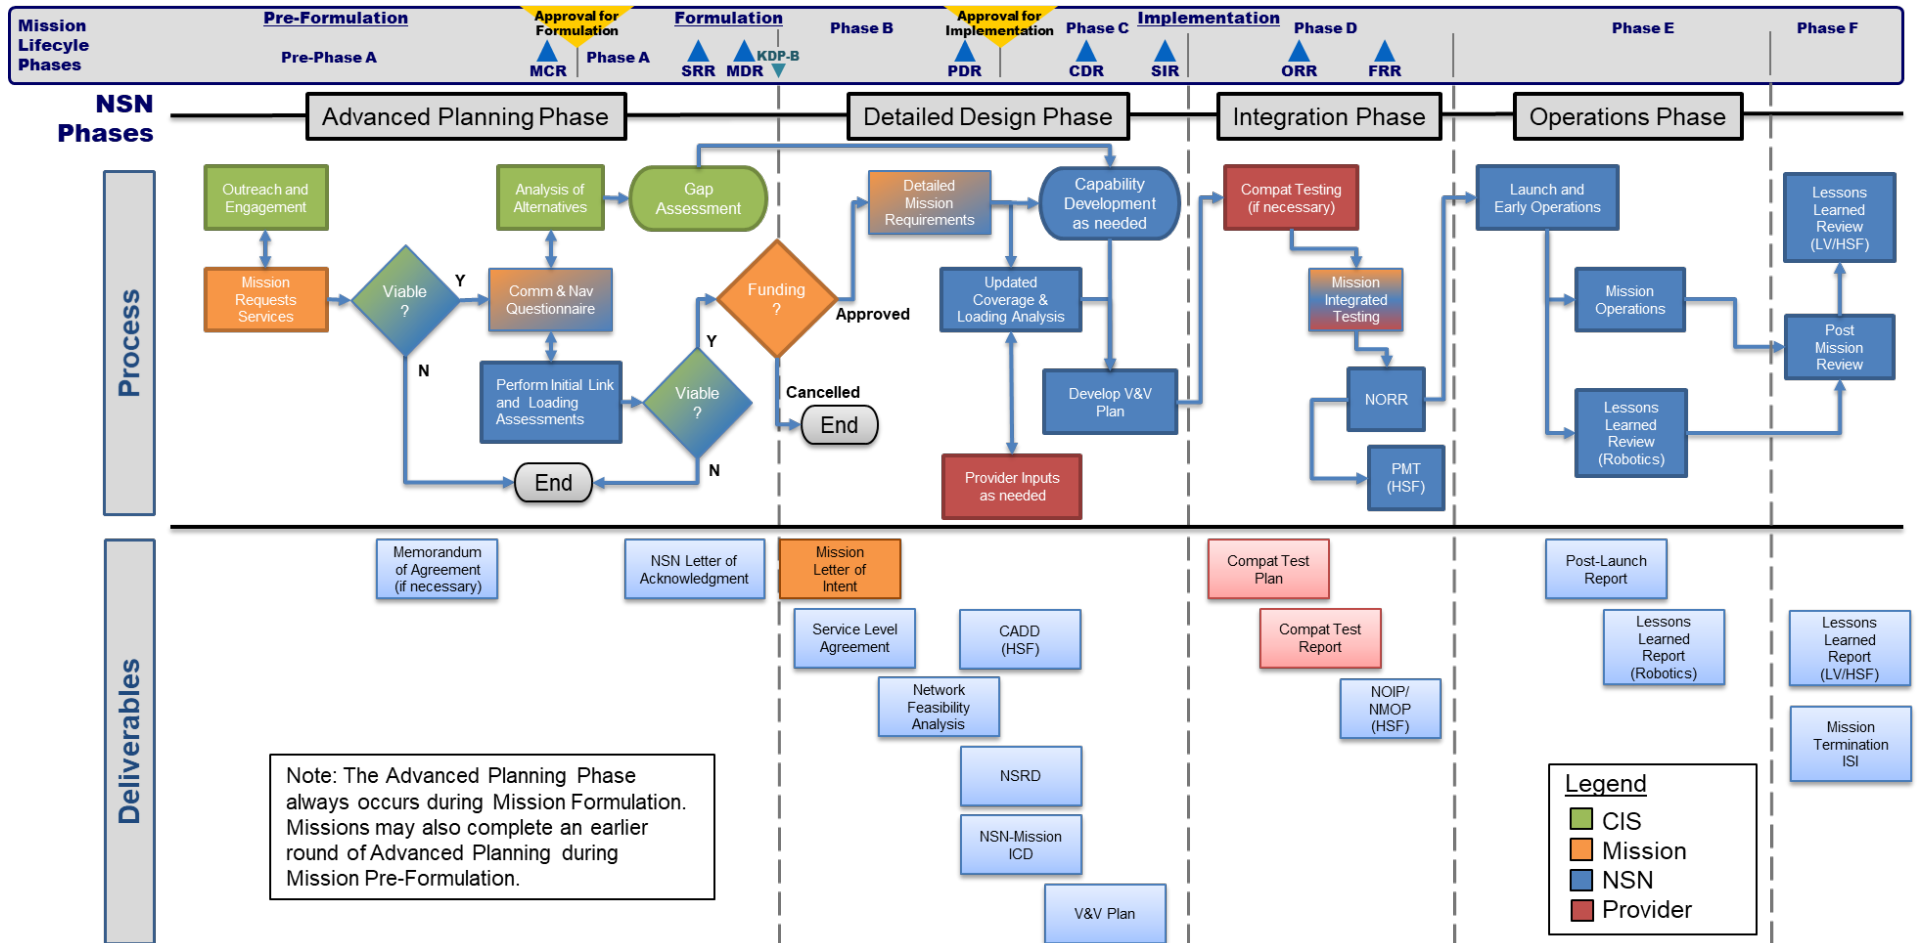 Mission
Lifecyle
Phases
Pre-Formulation
Pre-Phase A
Approval for
Formulation
MCR
Phase A
Formulation
SRR
MDR
KDP-B
Phase B
PDR
Approval for
Implementation
Phase C
CDR
Implementation
SIR
Phase D
ORR
FRR
Phase E
Phase F
NSN
Phases
Advanced Planning Phase
Detailed Design Phase
Integration Phase
Operations Phase
Process
Outreach and
Engagement
Mission
Requests
Services
Viable
?
Y
N
Analysis of
Alternatives
Gap
Assessment
Comm & Nav
Questionnaire
Perform Initial Link
and Loading
Assessments
Viable
?
Y
N
End
Funding
?
Approved
Cancelled
End
Detailed
Mission
Requirements
Capability
Development
as needed
Updated
Coverage &
Loading Analysis
Develop V&V
Plan
Provider Inputs
as needed
Compat Testing
(if necessary)
Mission
Integrated
Testing
NORR
PMT
(HSF)
Launch and
Early Operations
Mission
Operations
Lessons
Learned
Review
(Robotics)
Lessons
Learned
Review
(LV/HSF)
Post
Mission
Review
Deliverables
Memorandum
of Agreement
(if necessary)
NSN Letter of
Acknowledgment
Mission
Letter of
Intent
Service Level
Agreement
CADD
(HSF)
Network
Feasibility
Analysis
NSRD
NSN-Mission
ICD
V&V Plan
Compat Test
Plan
Compat Test
Report
NOIP/
NMOP
(HSF)
Post-Launch
Report
Lessons
Learned
Report
(Robotics)
Lessons
Learned
Report
(LV/HSF)
Mission
Termination
ISI
Note: The Advanced Planning Phase
always occurs during Mission Formulation.
Missions may also complete an earlier
round of Advanced Planning during
Mission Pre-Formulation.
Legend
CIS
Mission
NSN
Provider